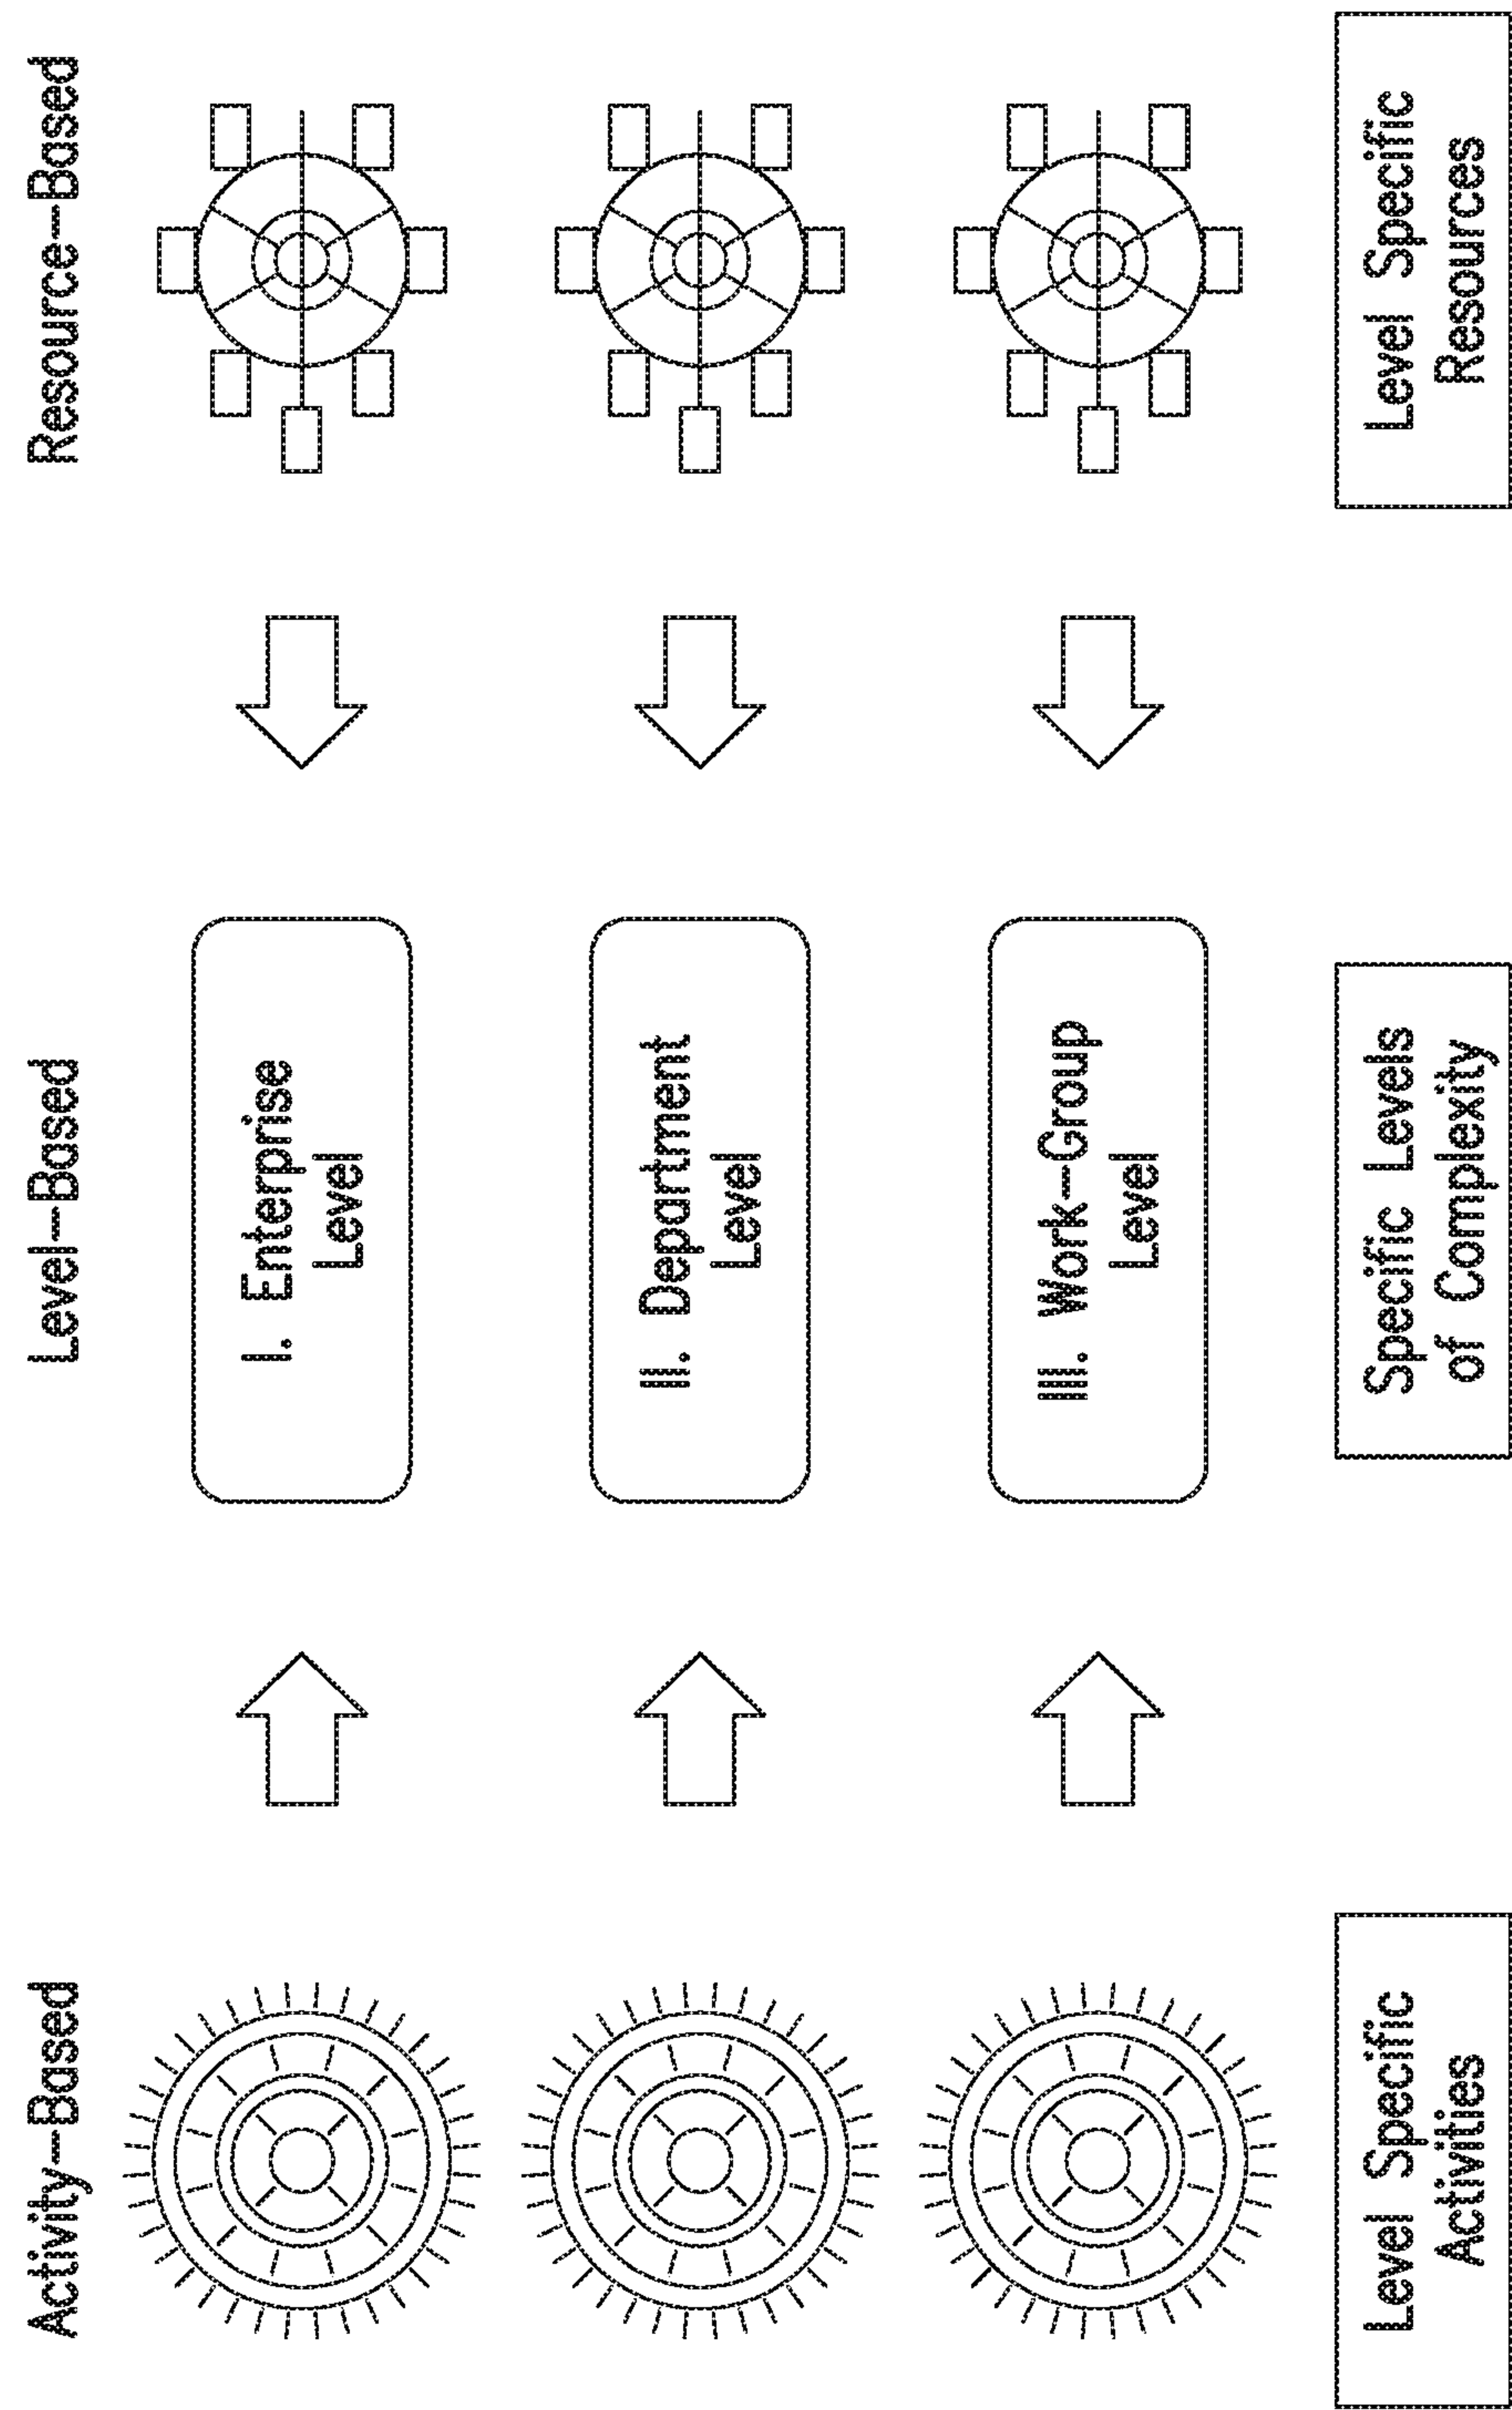 Activity-Based
Level-Based
Resource-Based
I. Enterprise
Level
II. Department
Level
III. Work-Group
Level
Level Specific
Activities
Specific Levels
of Complexity
Level Specific
Resources